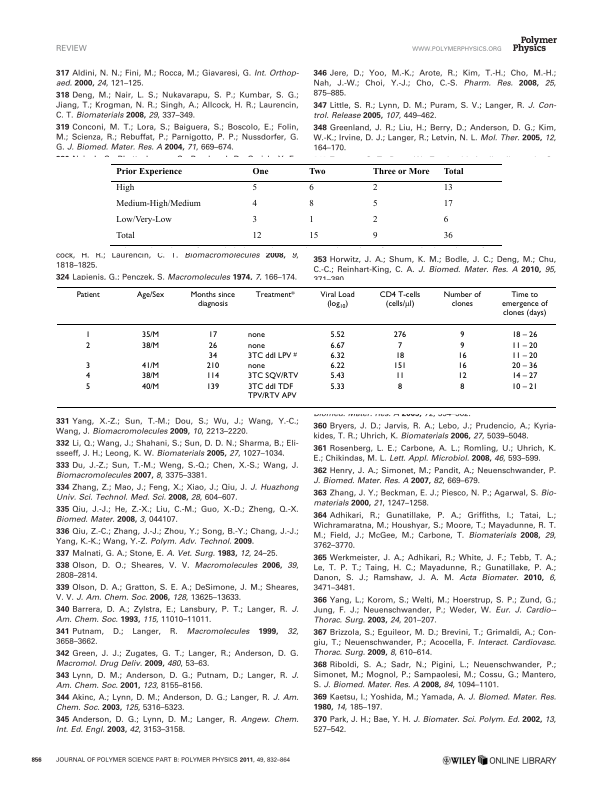 REVIEW
WWW.POLYMERPHYSICS.ORG
Polymer
Physics
317 Aldini, N. N.; Fini, M.; Rocca, M.; Giavaresi, G. Int. Orthop-
aed. 2000, 24, 121–125.
318 Deng, M.; Nair, L. S.; Nukavarapu, S. P.; Kumbar, S. G.;
Jiang, T.; Krogman, N. R.; Singh, A.; Allcock, H. R.; Laurencin,
C. T. Biomaterials 2008, 29, 337–349.
319 Conconi, M. T.; Lora, S.; Baiguera, S.; Boscolo, E.; Folin,
M.; Scienza, R.; Rebuffat, P.; Parnigotto, P. P.; Nussdorfer, G.
G. J. Biomed. Mater. Res. A 2004, 71, 669–674.
346 Jere, D.; Yoo, M.-K.; Arote, R.; Kim, T.-H.; Cho, M.-H.;
Nah, J.-W.; Choi, Y.-J.; Cho, C.-S. Pharm. Res. 2008, 25,
875–885.
347 Little, S. R.; Lynn, D. M.; Puram, S. V.; Langer, R. J. Con-
trol. Release 2005, 107, 449–462.
348 Greenland, J. R.; Liu, H.; Berry, D.; Anderson, D. G.; Kim,
W.-K.; Irvine, D. J.; Langer, R.; Letvin, N. L. Mol. Ther. 2005, 12,
164–170.
Prior Experience One Two Three or More Total
High 5 6 2 13
Medium-High/Medium 4 8 5 17
Low/Very-Low 3 1 2 6
Total 12 15 9 36
cock, H. R.; Laurencin, C. T. Biomacromolecules 2008, 9,
1818–1825.
324 Lapienis, G.; Penczek, S. Macromolecules 1974, 7, 166–174.
353 Horwitz, J. A.; Shum, K. M.; Bodle, J. C.; Deng, M.; Chu,
C.-C.; Reinhart-King, C. A. J. Biomed. Mater. Res. A 2010, 95,
371–380.
Patient Age/Sex Months since Treatment* Viral Load CD4 T-cells Number of Time to
diagnosis (log10) (cells/μl) clones emergence of
clones (days)
1 35/M 17 none 5.52 276 9 18 – 26
2 38/M 26 none 6.67 7 9 11 – 20
34 3TC ddI LPV # 6.32 18 16 11 – 20
3 41/M 210 none 6.22 151 16 20 – 36
4 38/M 114 3TC SQV/RTV 5.43 11 12 14 – 27
5 40/M 139 3TC ddI TDF 5.33 8 8 10 – 21
TPV/RTV APV
331 Yang, X.-Z.; Sun, T.-M.; Dou, S.; Wu, J.; Wang, Y.-C.;
Wang, J. Biomacromolecules 2009, 10, 2213–2220.
332 Li, Q.; Wang, J.; Shahani, S.; Sun, D. D. N.; Sharma, B.; Eli-
sseeff, J. H.; Leong, K. W. Biomaterials 2005, 27, 1027–1034.
333 Du, J.-Z.; Sun, T.-M.; Weng, S.-Q.; Chen, X.-S.; Wang, J.
Biomacromolecules 2007, 8, 3375–3381.
334 Zhang, Z.; Mao, J.; Feng, X.; Xiao, J.; Qiu, J. J. Huazhong
Univ. Sci. Technol. Med. Sci. 2008, 28, 604–607.
335 Qiu, J.-J.; He, Z.-X.; Liu, C.-M.; Guo, X.-D.; Zheng, Q.-X.
Biomed. Mater, 2008, 3, 044107.
336 Qiu, Z.-C.; Zhang, J.-J.; Zhou, Y.; Song, B.-Y.; Chang, J.-J.;
Yang, K.-K.; Wang, Y.-Z. Polym. Adv. Technol. 2009.
337 Malnati, G. A.; Stone, E. A. Vet. Surg. 1983, 12, 24–25.
338 Olson, D. O.; Sheares, V. V. Macromolecules 2006, 39,
2808–2814.
339 Olson, D. A.; Gratton, S. E. A.; DeSimone, J. M.; Sheares,
V. V. J. Am. Chem. Soc. 2006, 128, 13625–13633.
340 Barrera, D. A.; Zylstra, E.; Lansbury, P. T.; Langer, R. J.
Am. Chem. Soc. 1993, 115, 11010–11011.
341 Putnam, D.; Langer, R. Macromolecules 1999, 32,
3658–3662.
342 Green, J. J.; Zugates, G. T.; Langer, R.; Anderson, D. G.
Macromol. Drug Deliv. 2009, 480, 53–63.
343 Lynn, D. M.; Anderson, D. G.; Putnam, D.; Langer, R. J.
Am. Chem. Soc. 2001, 123, 8155–8156.
344 Akinc, A.; Lynn, D. M.; Anderson, D. G.; Langer, R. J. Am.
Chem. Soc. 2003, 125, 5316–5323.
345 Anderson, D. G.; Lynn, D. M.; Langer, R. Angew. Chem.
Int. Ed. Engl. 2003, 42, 3153–3158.
360 Bryers, J. D.; Jarvis, R. A.; Lebo, J.; Prudencio, A.; Kyria-
kides, T. R.; Uhrich, K. Biomaterials 2006, 27, 5039–5048.
361 Rosenberg, L. E.; Carbone, A. L.; Romling, U.; Uhrich, K.
E.; Chikindas, M. L. Lett. Appl. Microbiol. 2008, 46, 593–599.
362 Henry, J. A.; Simonet, M.; Pandit, A.; Neuenschwander, P.
J. Biomed. Mater. Res. A 2007, 82, 669–679.
363 Zhang, J. Y.; Beckman, E. J.; Piesco, N. P.; Agarwal, S. Bio-
materials 2000, 21, 1247–1258.
364 Adhikari, R.; Gunatillake, P. A.; Griffiths, I.; Tatai, L.;
Wichramaratna, M.; Houshyar, S.; Moore, T.; Mayadunne, R. T.
M.; Field, J.; McGee, M.; Carbone, T. Biomaterials 2008, 29,
3762–3770.
365 Werkmeister, J. A.; Adhikari, R.; White, J. F.; Tebb, T. A.;
Le, T. P. T.; Taing, H. C.; Mayadunne, R.; Gunatillake, P. A.;
Danon, S. J.; Ramshaw, J. A. M. Acta Biomater. 2010, 6,
3471–3481.
366 Yang, L.; Korom, S.; Welti, M.; Hoerstrup, S. P.; Zund, G.;
Jung, F. J.; Neuenschwander, P.; Weder, W. Eur. J. Cardio--
Thorac. Surg. 2003, 24, 201–207.
367 Brizzola, S.; Eguileor, M. D.; Brevini, T.; Grimaldi, A.; Con-
giu, T.; Neuenschwander, P.; Acocella, F. Interact. Cardiovasc.
Thorac. Surg. 2009, 8, 610–614.
368 Riboldi, S. A.; Sadr, N.; Pigini, L.; Neuenschwander, P.;
Simonet, M.; Mognol, P.; Sampaolesi, M.; Cossu, G.; Mantero,
S. J. Biomed. Mater. Res. A 2008, 84, 1094–1101.
369 Kaetsu, I.; Yoshida, M.; Yamada, A. J. Biomed. Mater. Res.
1980, 14, 185–197.
370 Park, J. H.; Bae, Y. H. J. Biomater. Sci. Polym. Ed. 2002, 13,
527–542.
856 JOURNAL OF POLYMER SCIENCE PART B: POLYMER PHYSICS 2011, 49, 832–864
WILEY ONLINE LIBRARY